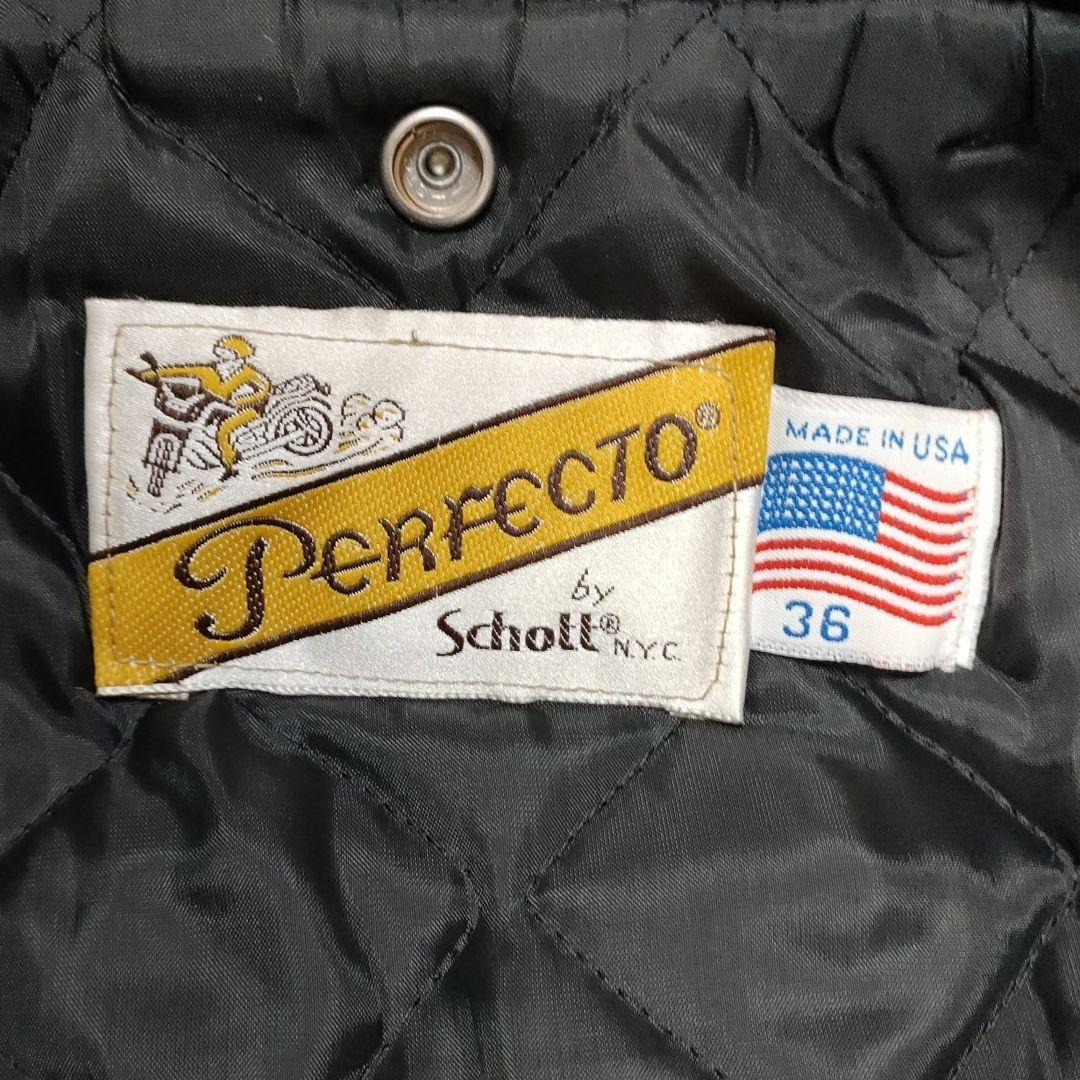 PERFECTO®
by
Schott® N.Y.C.
MADE IN USA
36